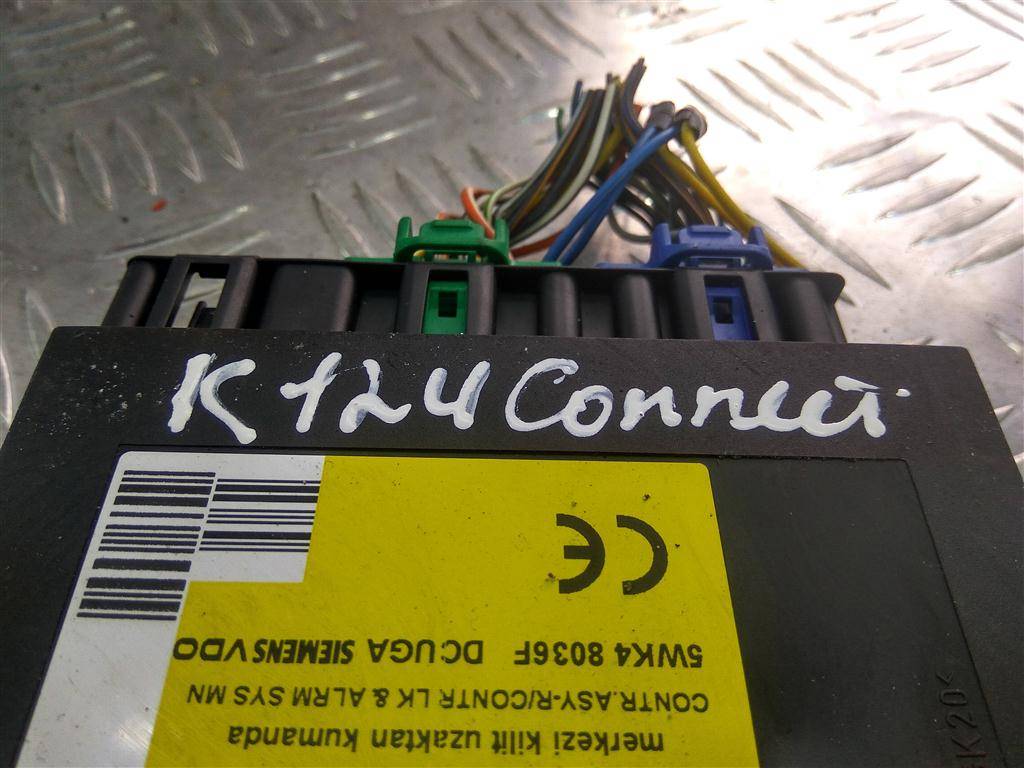 K124 Connect
CE
5WK4 8036F DCUGA SIEMENS VDO
CONTR.ASY-R/CONTR LK & ALRM SYS MN
merkezi kilit uzaktan kumanda
K20<